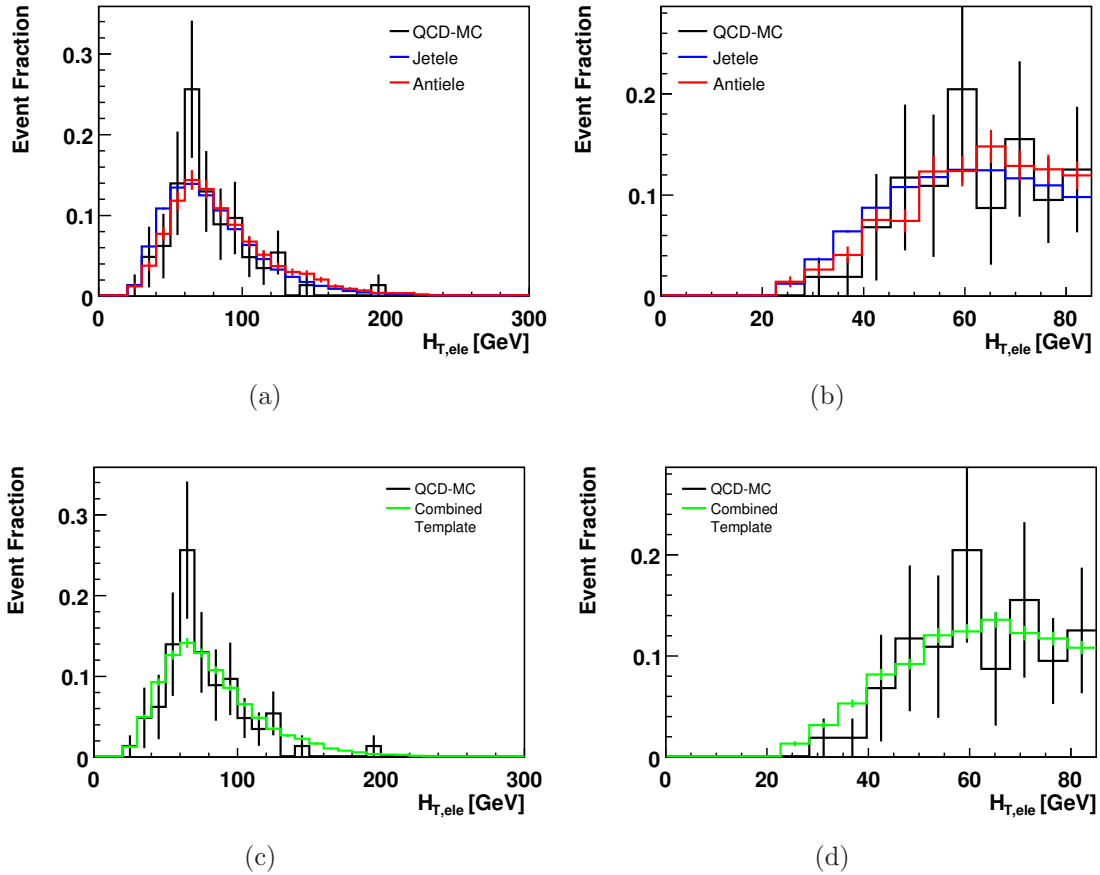 Event Fraction
0.3
0.2
0.1
0
QCD-MC
Jetele
Antiele
0 100 200 300
H_T,ele [GeV]
(a)
Event Fraction
0.2
0.1
0
QCD-MC
Jetele
Antiele
0 20 40 60 80
H_T,ele [GeV]
(b)
Event Fraction
0.3
0.2
0.1
0
QCD-MC
Combined
Template
0 100 200 300
H_T,ele [GeV]
(c)
Event Fraction
0.2
0.1
0
QCD-MC
Combined
Template
0 20 40 60 80
H_T,ele [GeV]
(d)